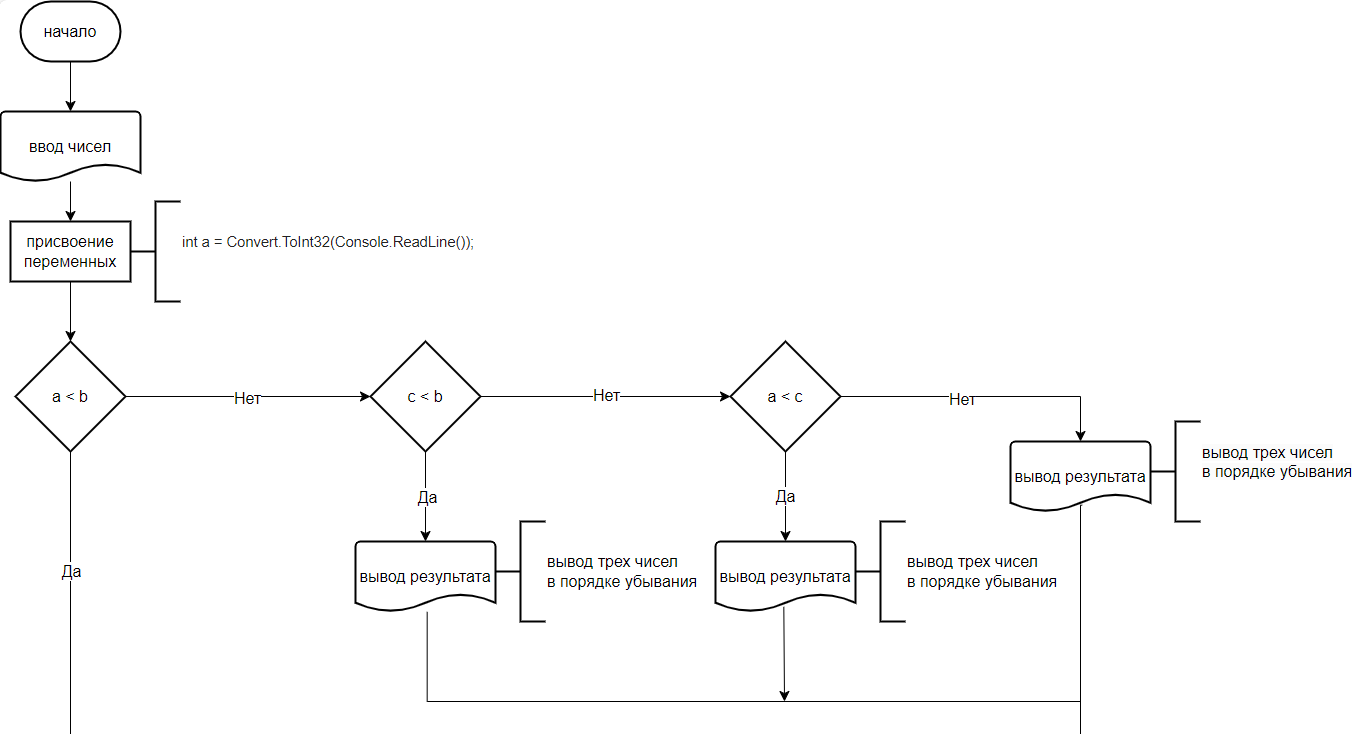 начало
ввод чисел
присвоение
переменных
int a = Convert.ToInt32(Console.ReadLine());
a < b
Нет
c < b
Нет
a < c
Нет
вывод результата
вывод трех чисел
в порядке убывания
Да
Да
Да
вывод результата
вывод трех чисел
в порядке убывания
вывод результата
вывод трех чисел
в порядке убывания